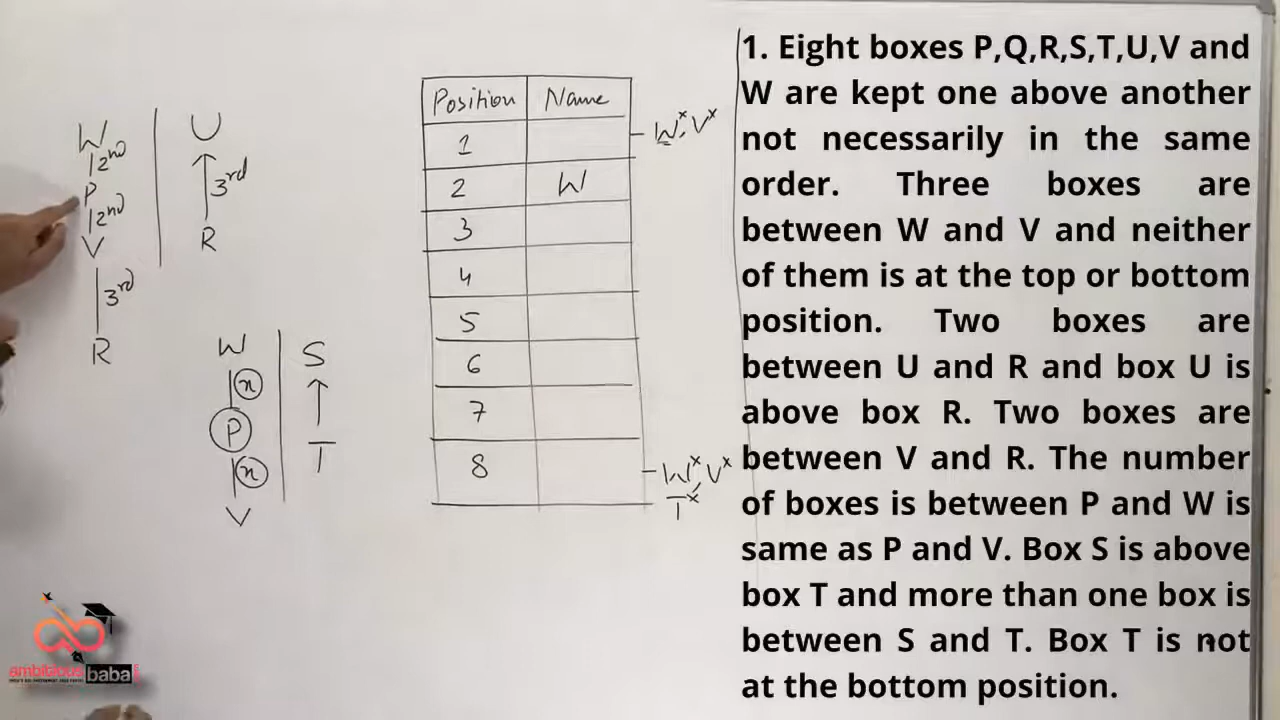 W
2nd
P
2nd
V
3rd
R
U
3rd
R
W
n
P
n
V
S
T
Position Name
1
2 W
3
4
5
6
7
8
W x, V x
W x, V x
T x
1. Eight boxes P,Q,R,S,T,U,V and
W are kept one above another
not necessarily in the same
order. Three boxes are
between W and V and neither
of them is at the top or bottom
position. Two boxes are
between U and R and box U is
above box R. Two boxes are
between V and R. The number
of boxes is between P and W is
same as P and V. Box S is above
box T and more than one box is
between S and T. Box T is not
at the bottom position.
ambitiousbaba